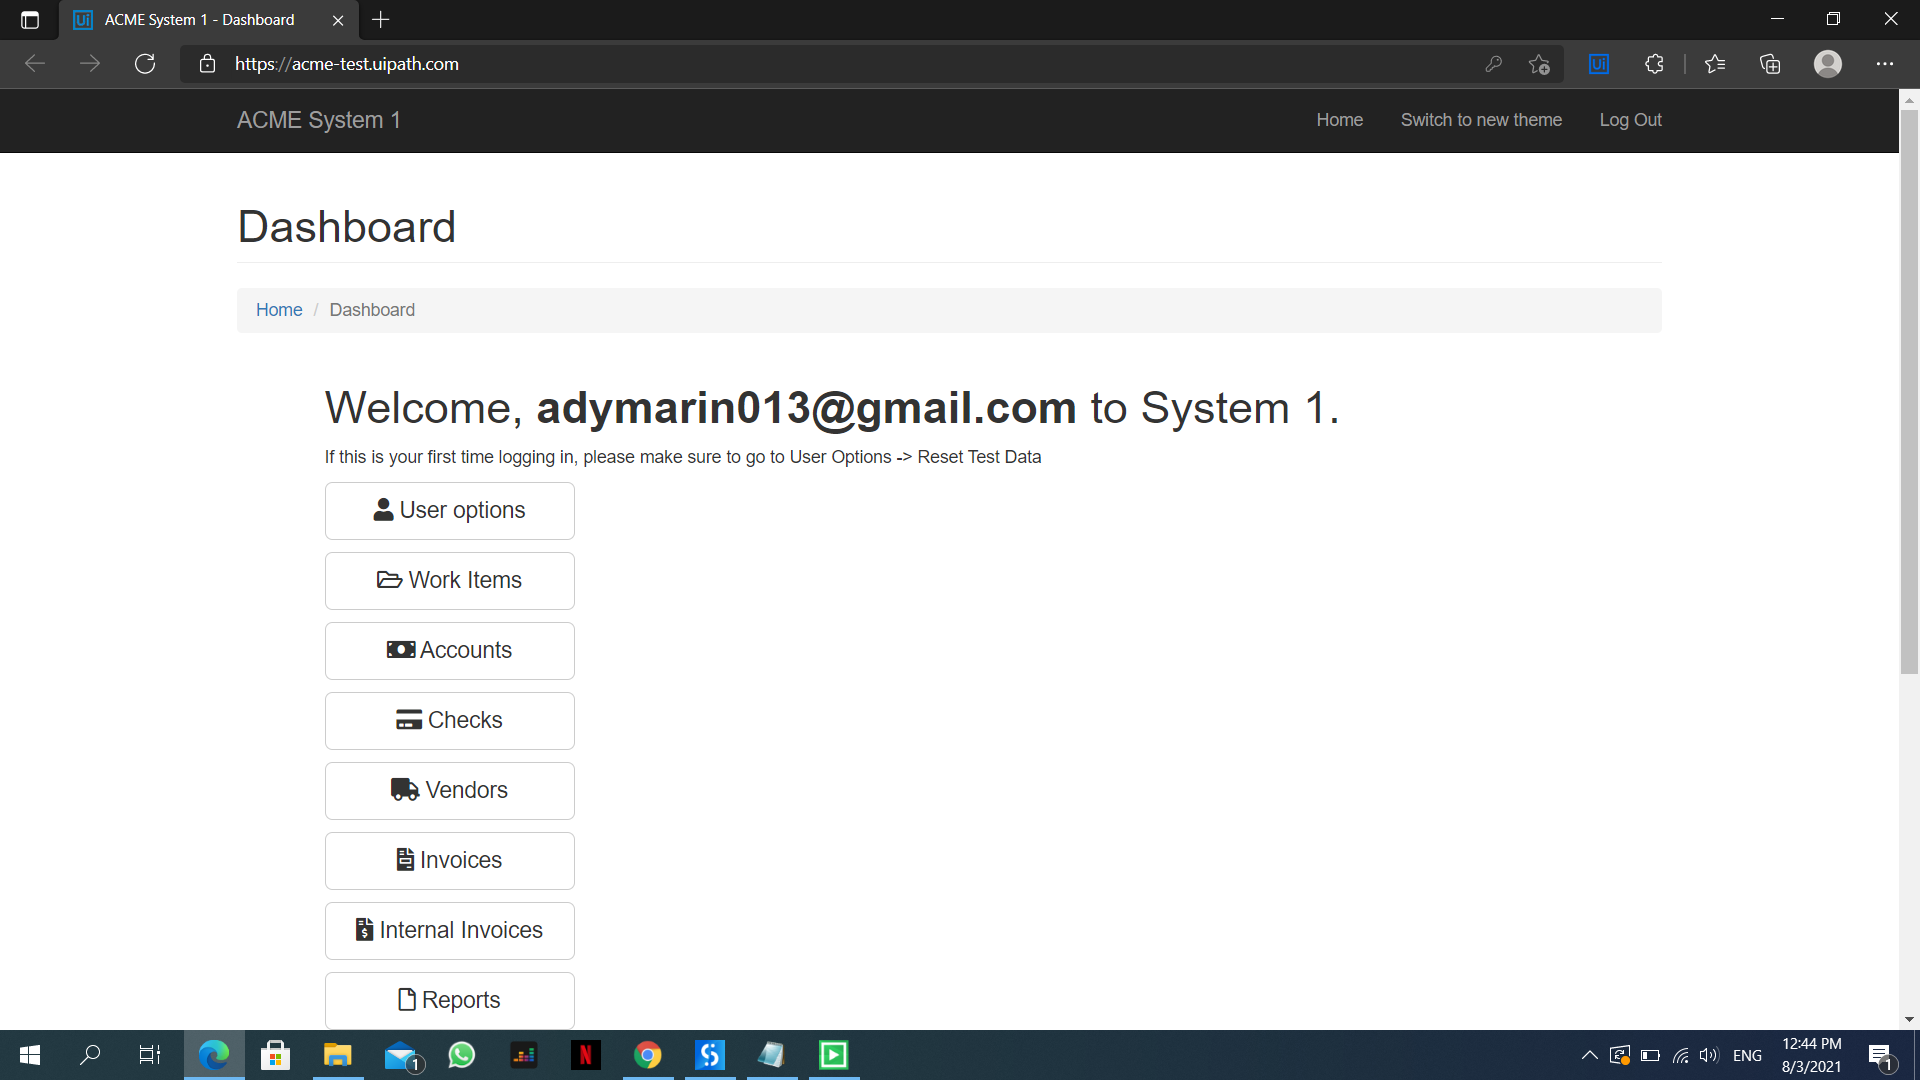 ACME System 1 - Dashboard
https://acme-test.uipath.com
ACME System 1
Home
Switch to new theme
Log Out
Dashboard
Home / Dashboard
Welcome, adymarin013@gmail.com to System 1.
If this is your first time logging in, please make sure to go to User Options -> Reset Test Data
User options
Work Items
Accounts
Checks
Vendors
Invoices
Internal Invoices
Reports
1
N
ENG
12:44 PM
8/3/2021
1